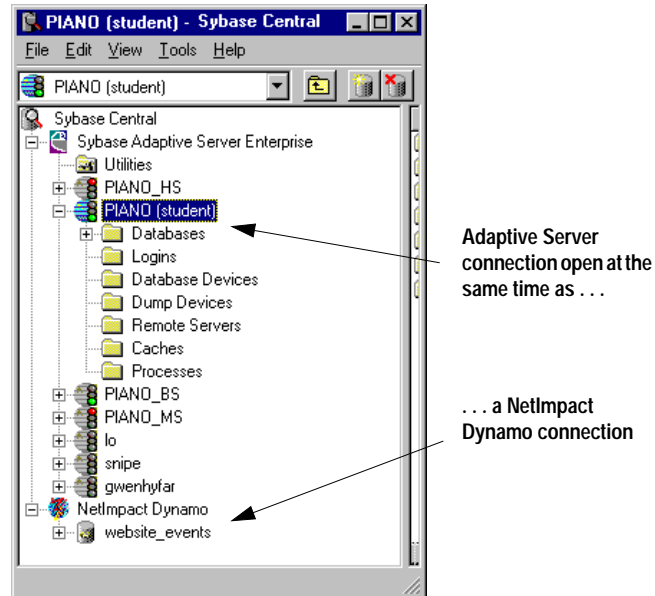 PIANO (student) - Sybase Central
File Edit View Tools Help
PIANO (student)
Sybase Central
Sybase Adaptive Server Enterprise
Utilities
PIANO_HS
PIANO (student)
Databases
Logins
Database Devices
Dump Devices
Remote Servers
Caches
Processes
PIANO_BS
PIANO_MS
lo
snipe
gwenhyfar
NetImpact Dynamo
website_events
Adaptive Server
connection open at the
same time as . . .
. . . a NetImpact
Dynamo connection